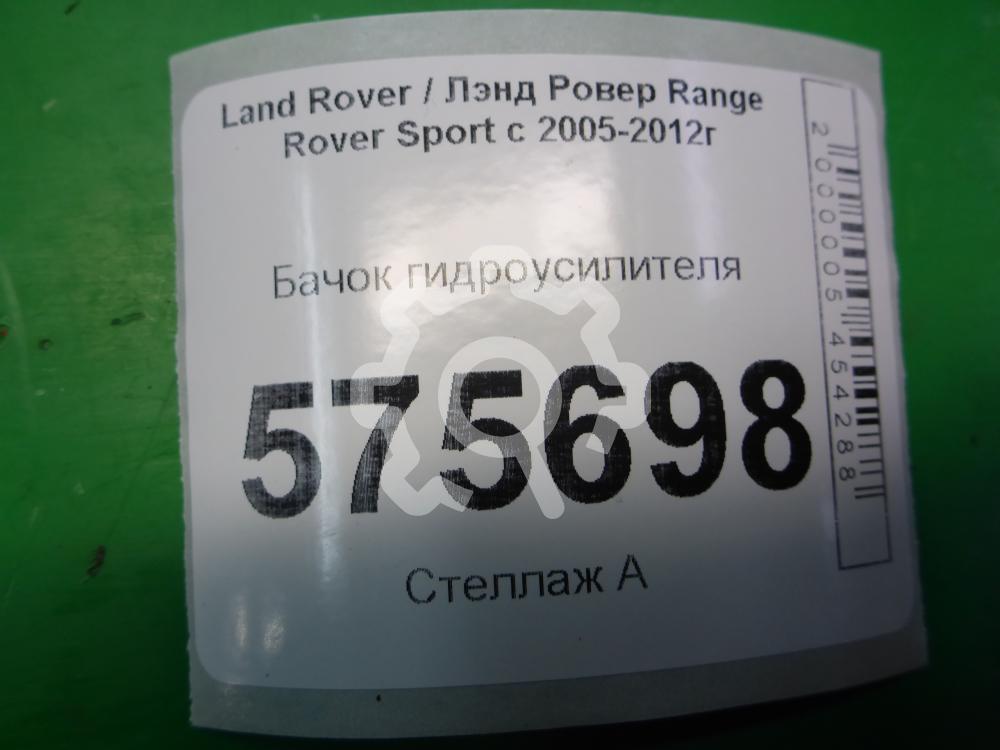 Land Rover / Лэнд Ровер Range
Rover Sport с 2005-2012г
Бачок гидроусилителя
575698
Стеллаж А
2000005454288